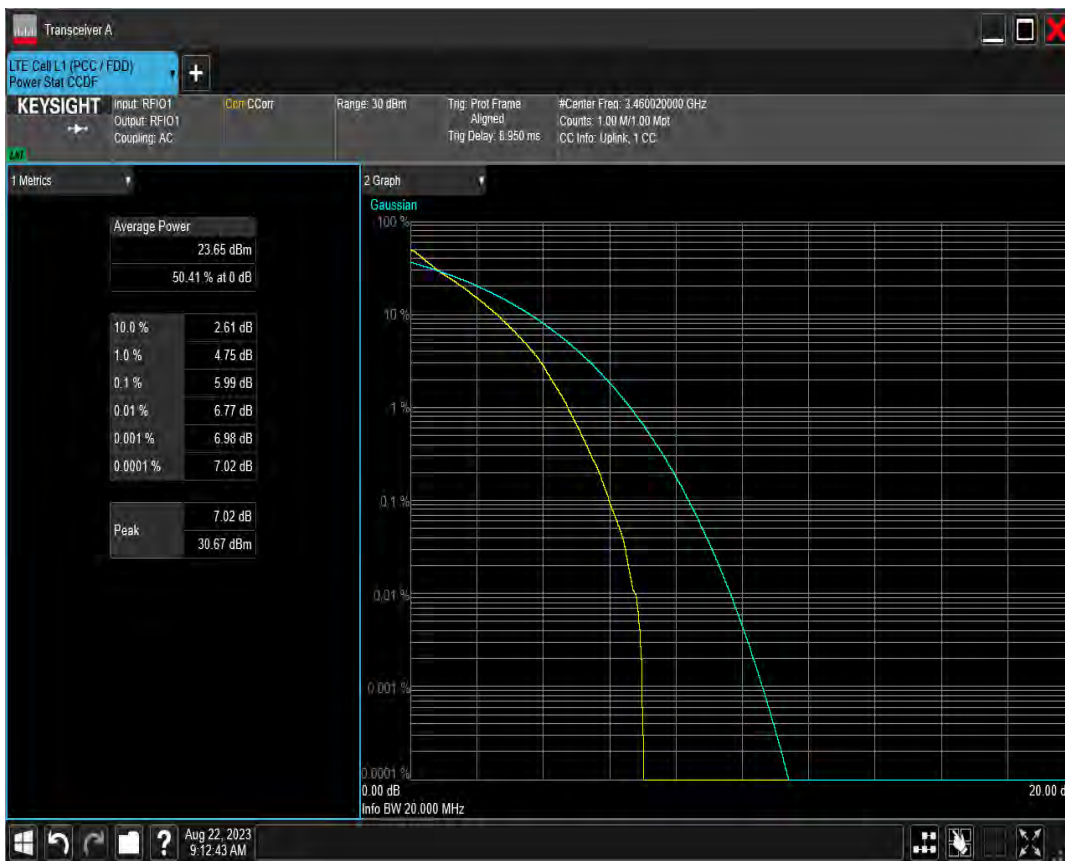 Transceiver A
LTE Cell L1 (PCC / FDD)
Power Stat CCDF
+
KEYSIGHT
Input: RFIO1
Output: RFIO1
Coupling: AC
Corr CCorr
Range: 30 dBm
Trig: Prot Frame
Aligned
Trig Delay: 8.950 ms
#Center Freq: 3.460020000 GHz
Counts: 1.00 M/1.00 Mpt
CC Info: Uplink, 1 CC
LXI
1 Metrics
Average Power
23.65 dBm
50.41 % at 0 dB
10.0 % 2.61 dB
1.0 % 4.75 dB
0.1 % 5.99 dB
0.01 % 6.77 dB
0.001 % 6.98 dB
0.0001 % 7.02 dB
Peak
7.02 dB
30.67 dBm
2 Graph
Gaussian
100 %
10 %
1 %
0.1 %
0.01 %
0.001 %
0.0001 %
0.00 dB 20.00 d
Info BW 20.000 MHz
?
Aug 22, 2023
9:12:43 AM